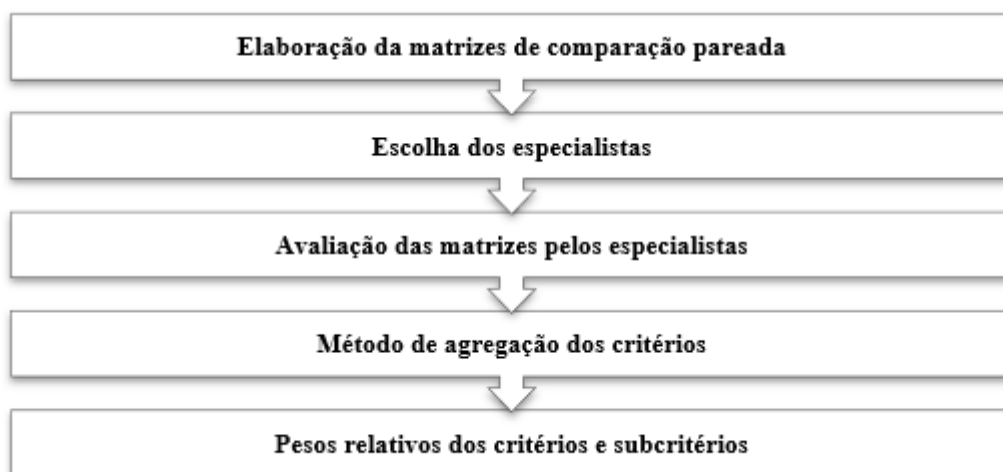 Elaboração da matrizes de comparação pareada
Escolha dos especialistas
Avaliação das matrizes pelos especialistas
Método de agregação dos critérios
Pesos relativos dos critérios e subcritérios